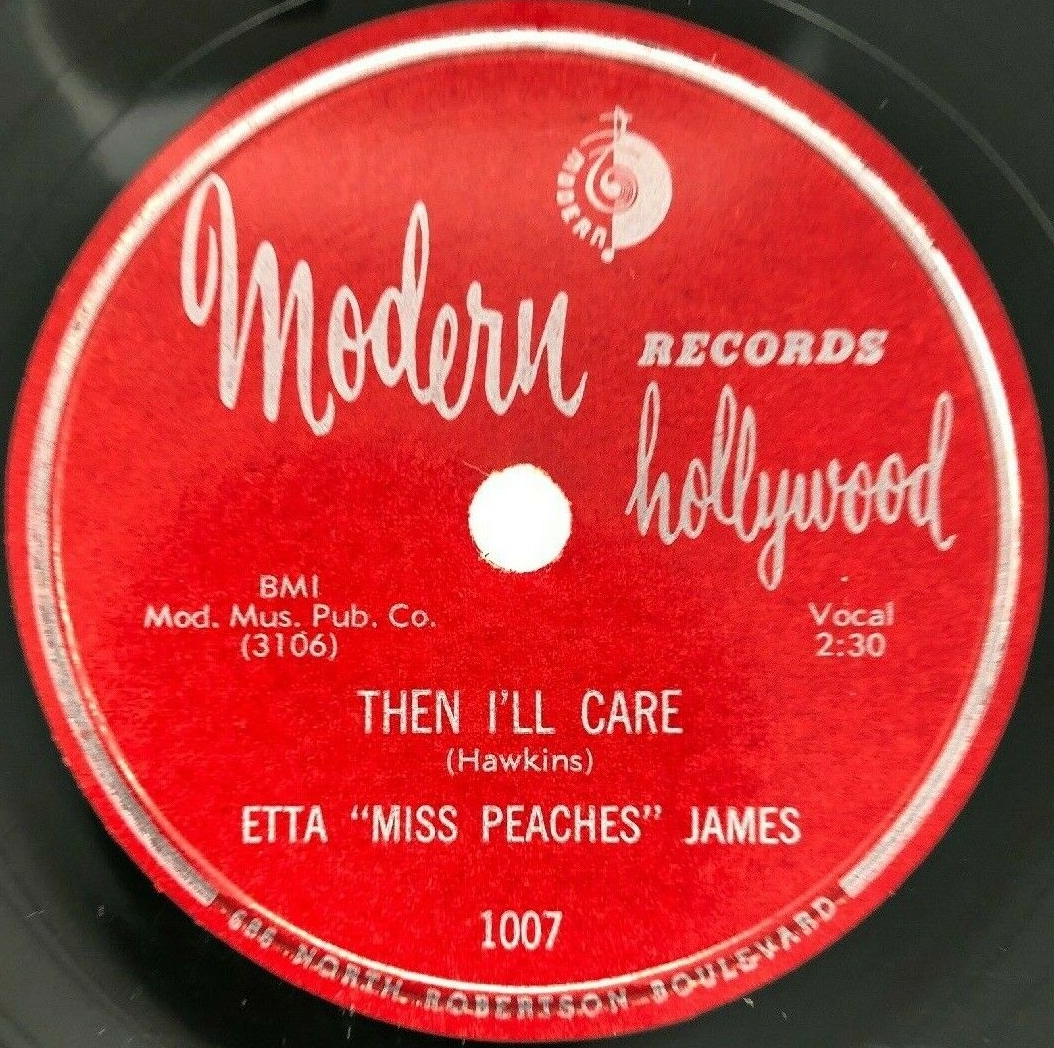 MODERN
Modern
RECORDS
hollywood
BMI
Mod. Mus. Pub. Co.
(3106)
Vocal
2:30
THEN I'LL CARE
(Hawkins)
ETTA "MISS PEACHES" JAMES
1007
686 NORTH ROBERTSON BOULEVARD